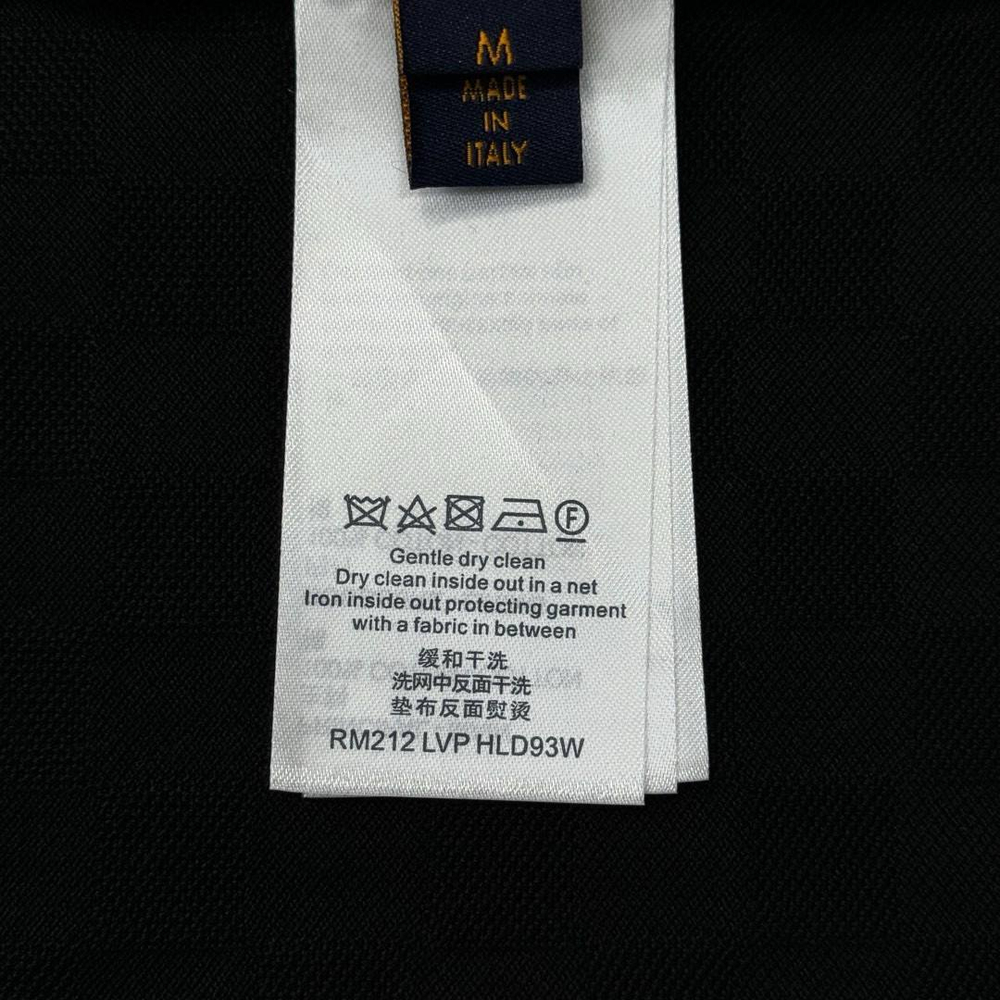 M
MADE
IN
ITALY
F
Gentle dry clean
Dry clean inside out in a net
Iron inside out protecting garment
with a fabric in between
缓和干洗
洗网中反面干洗
垫布反面熨烫
RM212 LVP HLD93W